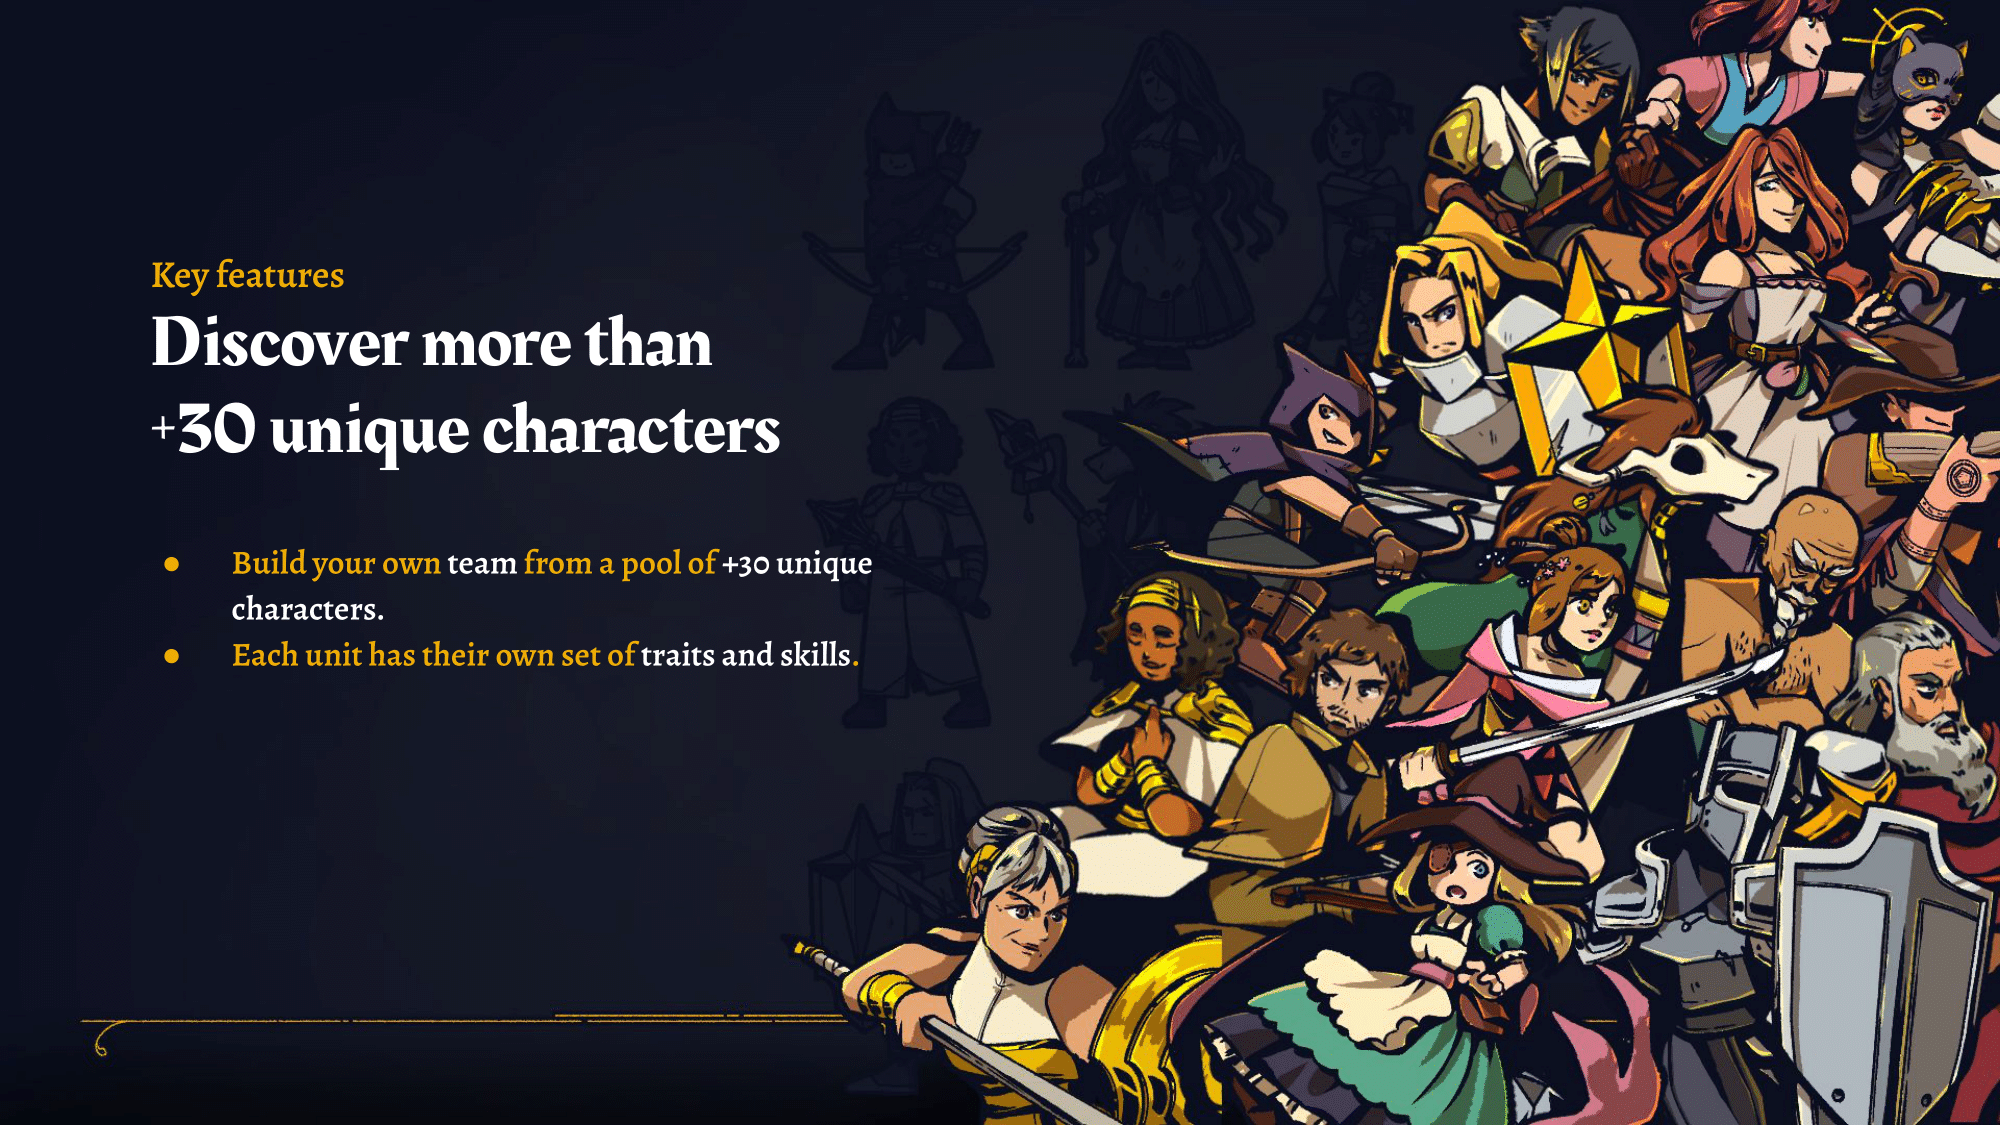 Key features
Discover more than
+30 unique characters
● Build your own team from a pool of +30 unique
characters.
● Each unit has their own set of traits and skills.